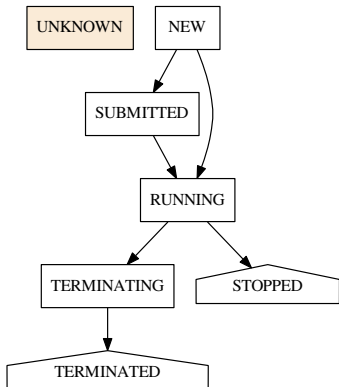 UNKNOWN
NEW
SUBMITTED
RUNNING
TERMINATING
STOPPED
TERMINATED